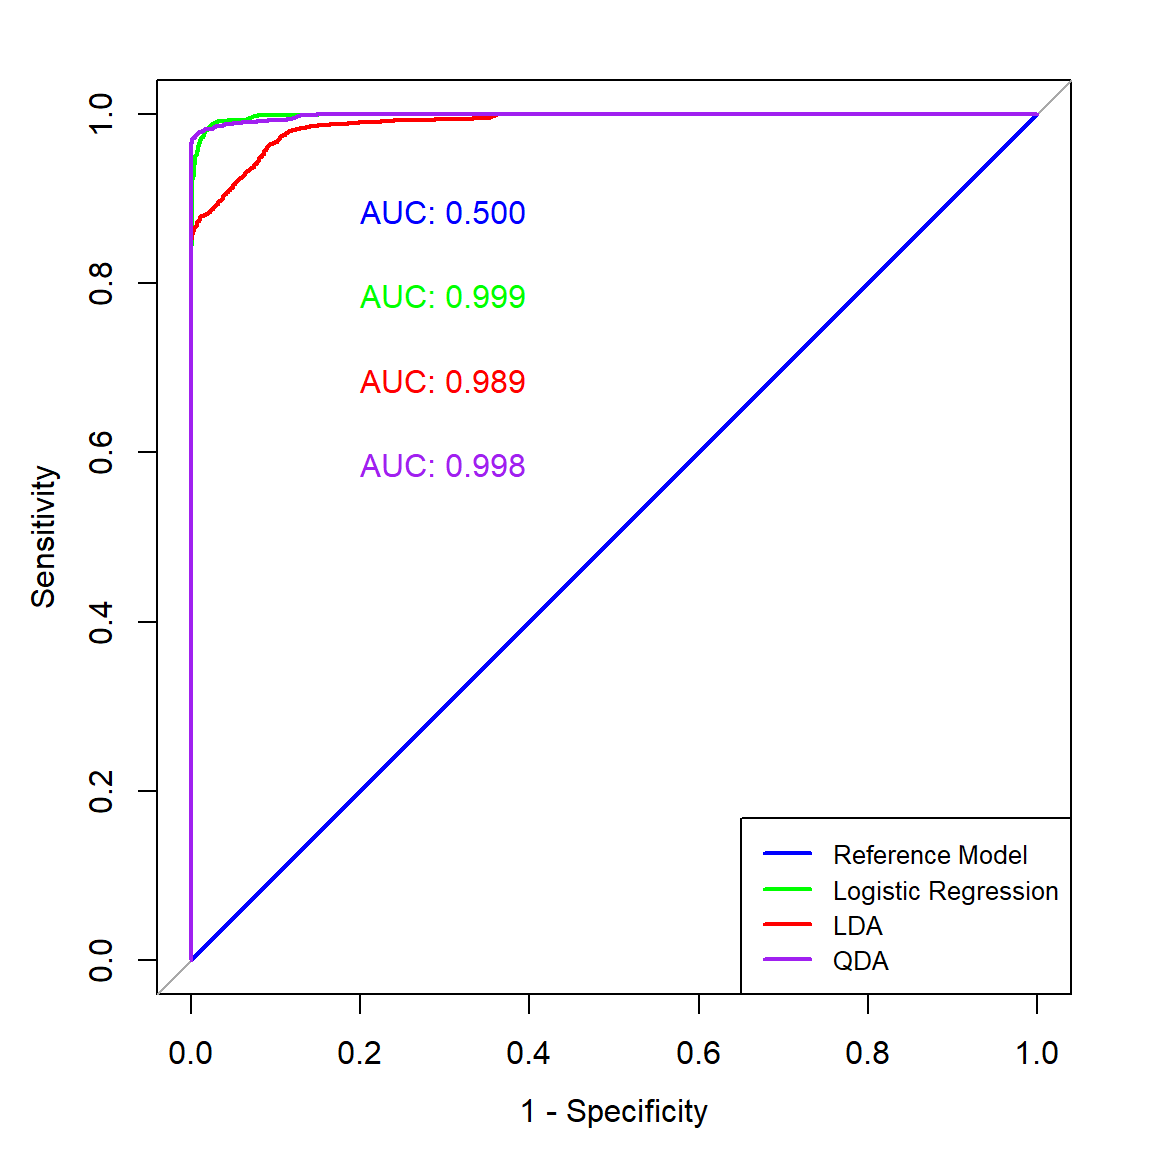 AUC: 0.500
AUC: 0.999
AUC: 0.989
AUC: 0.998
Sensitivity
1.0
0.8
0.6
0.4
0.2
0.0
Reference Model
Logistic Regression
LDA
QDA
0.0 0.2 0.4 0.6 0.8 1.0
1 - Specificity